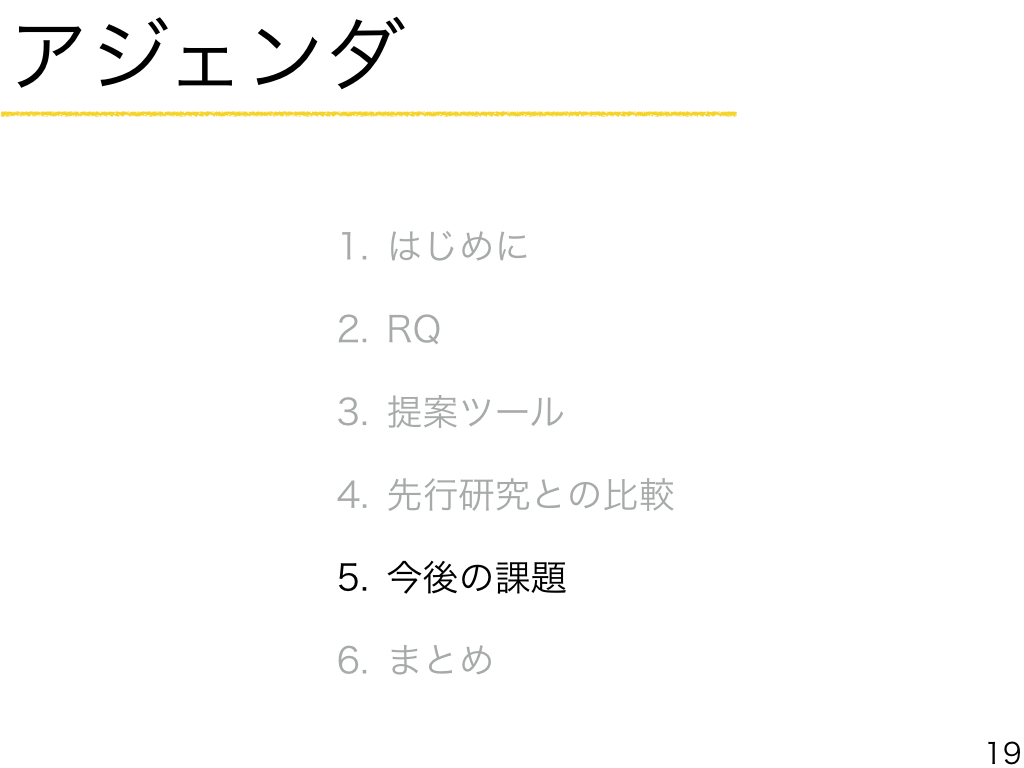 アジェンダ
1. はじめに
2. RQ
3. 提案ツール
4. 先行研究との比較
5. 今後の課題
6. まとめ
19